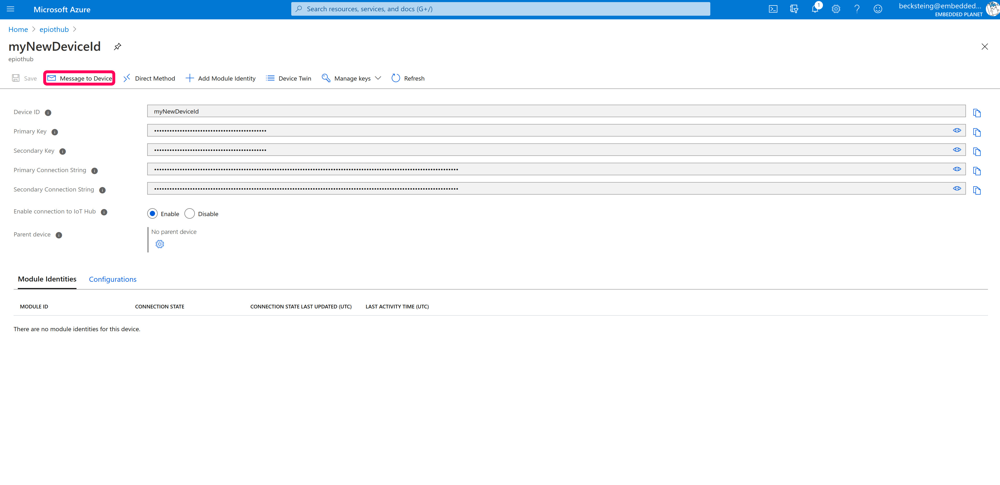 Microsoft Azure
Search resources, services, and docs (G+/)
1
becksteing@embedded...
EMBEDDED PLANET
Home > epiothub >
myNewDeviceId
epiothub
Save Message to Device Direct Method Add Module Identity Device Twin Manage keys Refresh
Device ID myNewDeviceId
Primary Key ••••••••••••••••••••••••••••••••••••••••••••
Secondary Key ••••••••••••••••••••••••••••••••••••••••••••
Primary Connection String
Secondary Connection String
Enable connection to IoT Hub Enable Disable
Parent device No parent device
Module Identities Configurations
MODULE ID CONNECTION STATE CONNECTION STATE LAST UPDATED (UTC) LAST ACTIVITY TIME (UTC)
There are no module identities for this device.